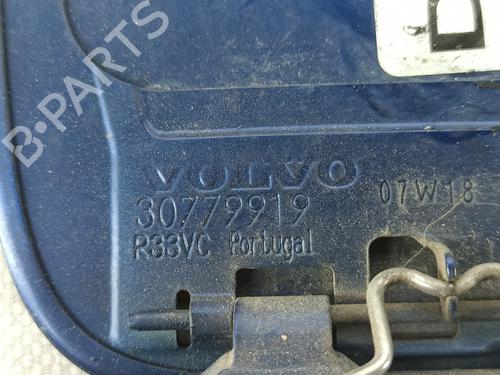 B-PARTS
D
VOLVO
30779919
07W18
R33VC Portugal